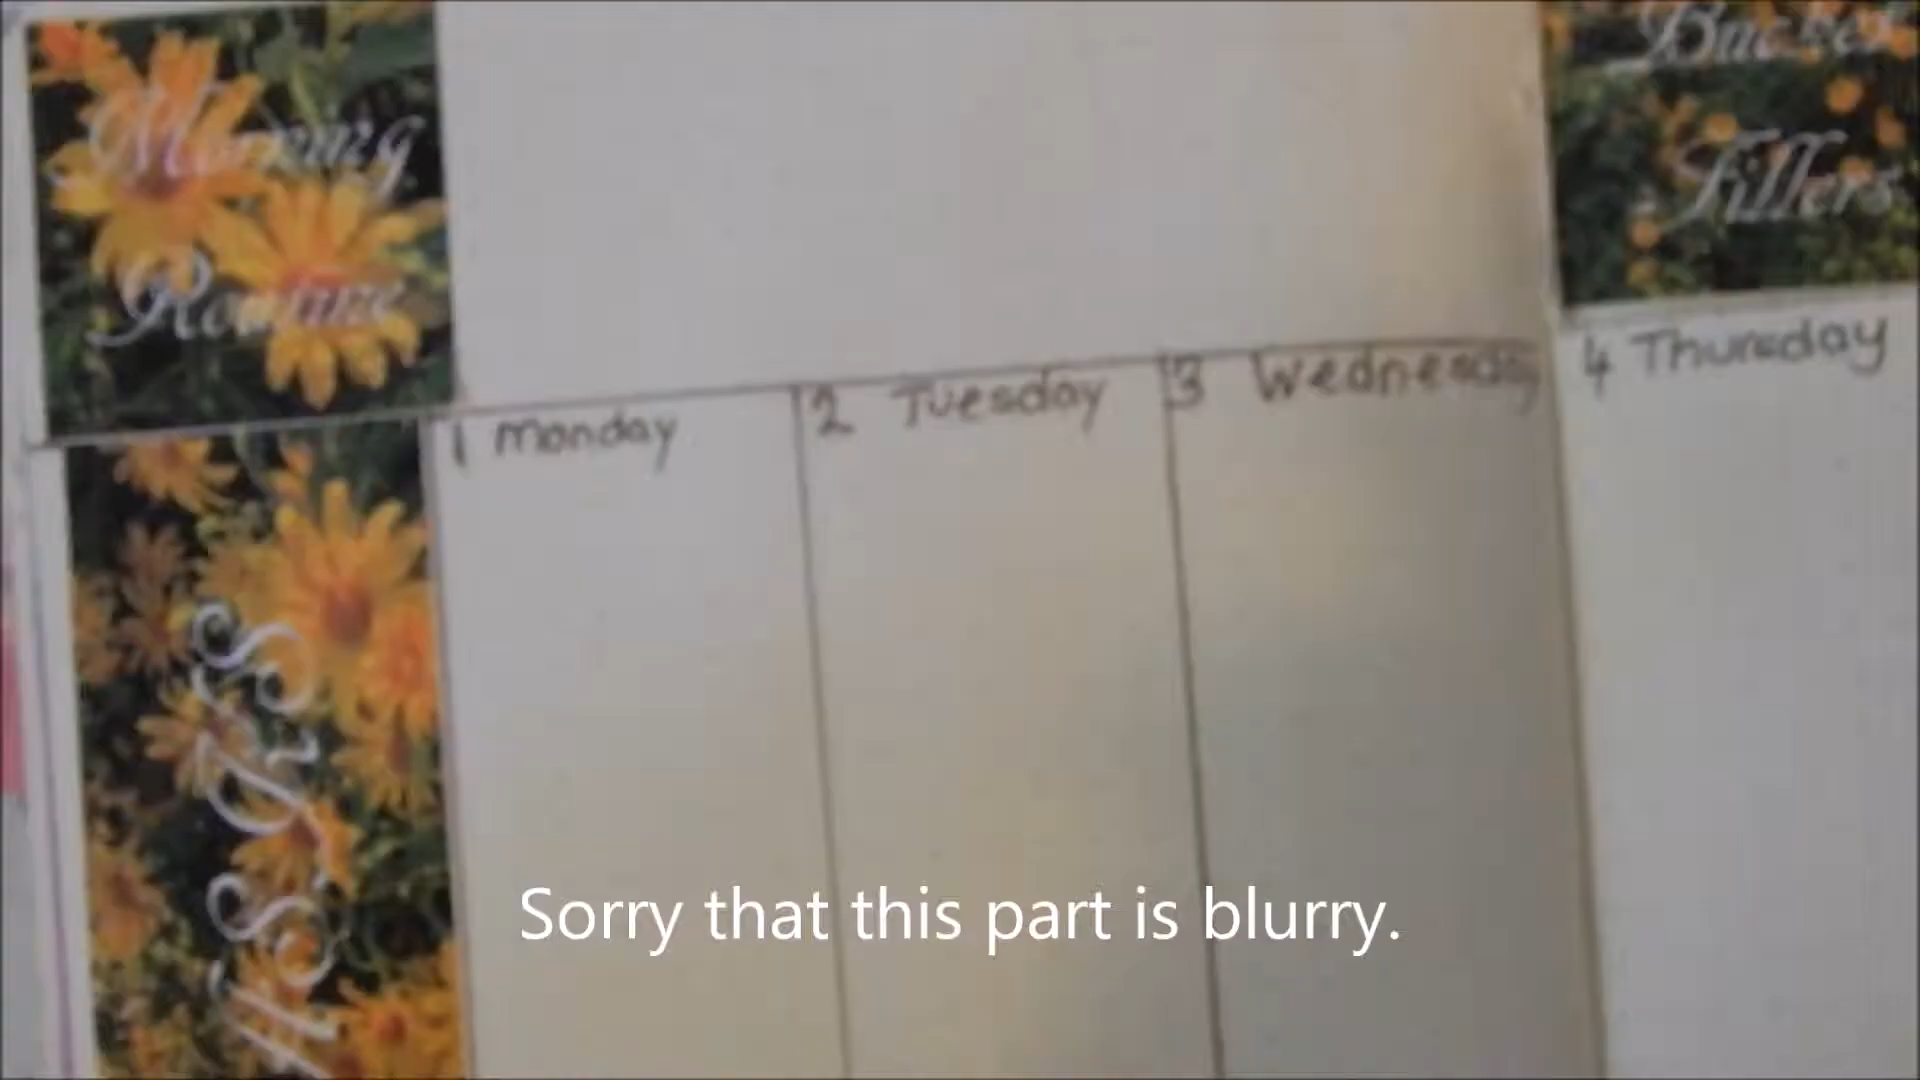 Morning
Routine
Bucket
Fillers
1 Monday
2 Tuesday
3 Wednesday
4 Thursday
Sorry that this part is blurry.